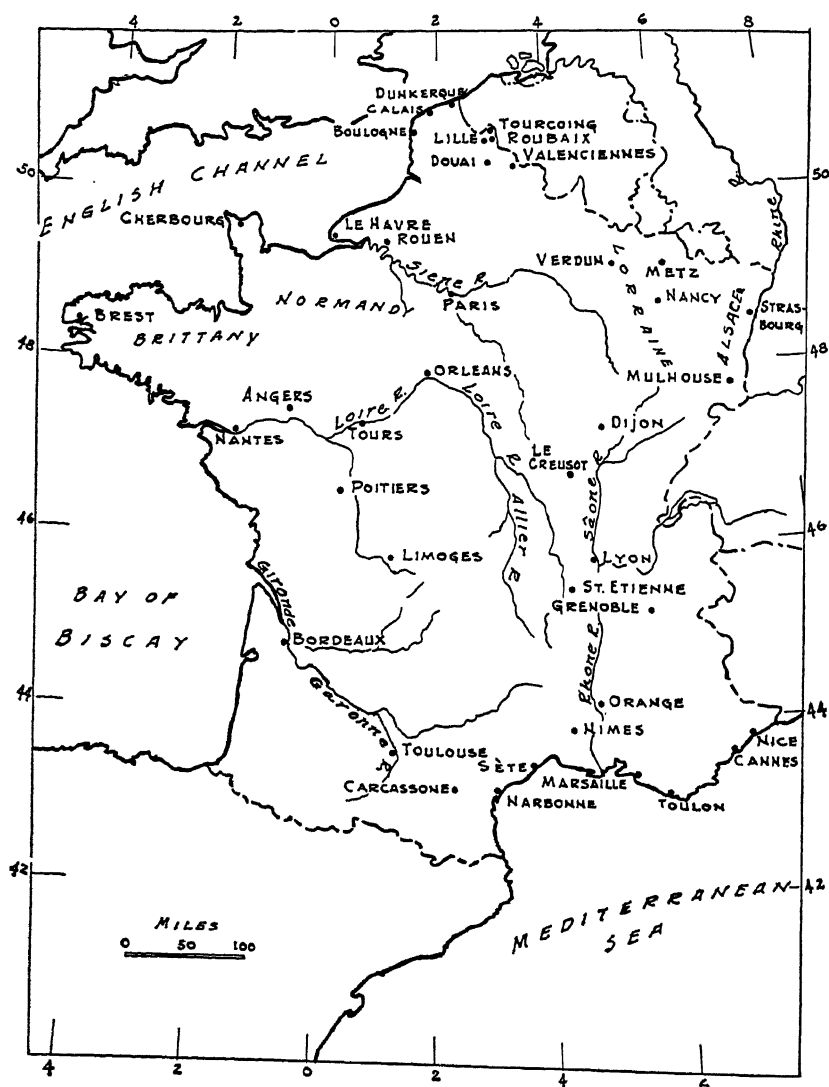 4 2 0 2 4 6 8
DUNKERQUE
CALAIS
BOULOGNE
TOURCOING
LILLE ROUBAIX
DOUAI VALENCIENNES
50 50
ENGLISH CHANNEL
CHERBOURG
LE HAVRE
ROUEN
Rhine
VERDUN
LORRAINE
METZ
SIENE R.
NORMANDY
PARIS
NANCY
ALSACE
STRAS-
BOURG
BREST
BRITTANY
48 48
ORLEANS
MULHOUSE
ANGERS
Loire R.
Loire R
NANTES
TOURS
DIJON
LE
CREUSOT
POITIERS
Allier R
Sâone R
46 46
LIMOGES
LYON
Gironde
ST. ETIENNE
GRENOBLE
BAY OF
BISCAY
BORDEAUX
Rhone R.
44 44
Garonne R
ORANGE
NIMES
NICE
CANNES
TOULOUSE
SÈTE
MARSAILLE
CARCASSONE
NARBONNE
TOULON
42 42
MEDITERRANEAN
SEA
MILES
0 50 100
4 2 0 2 4 6